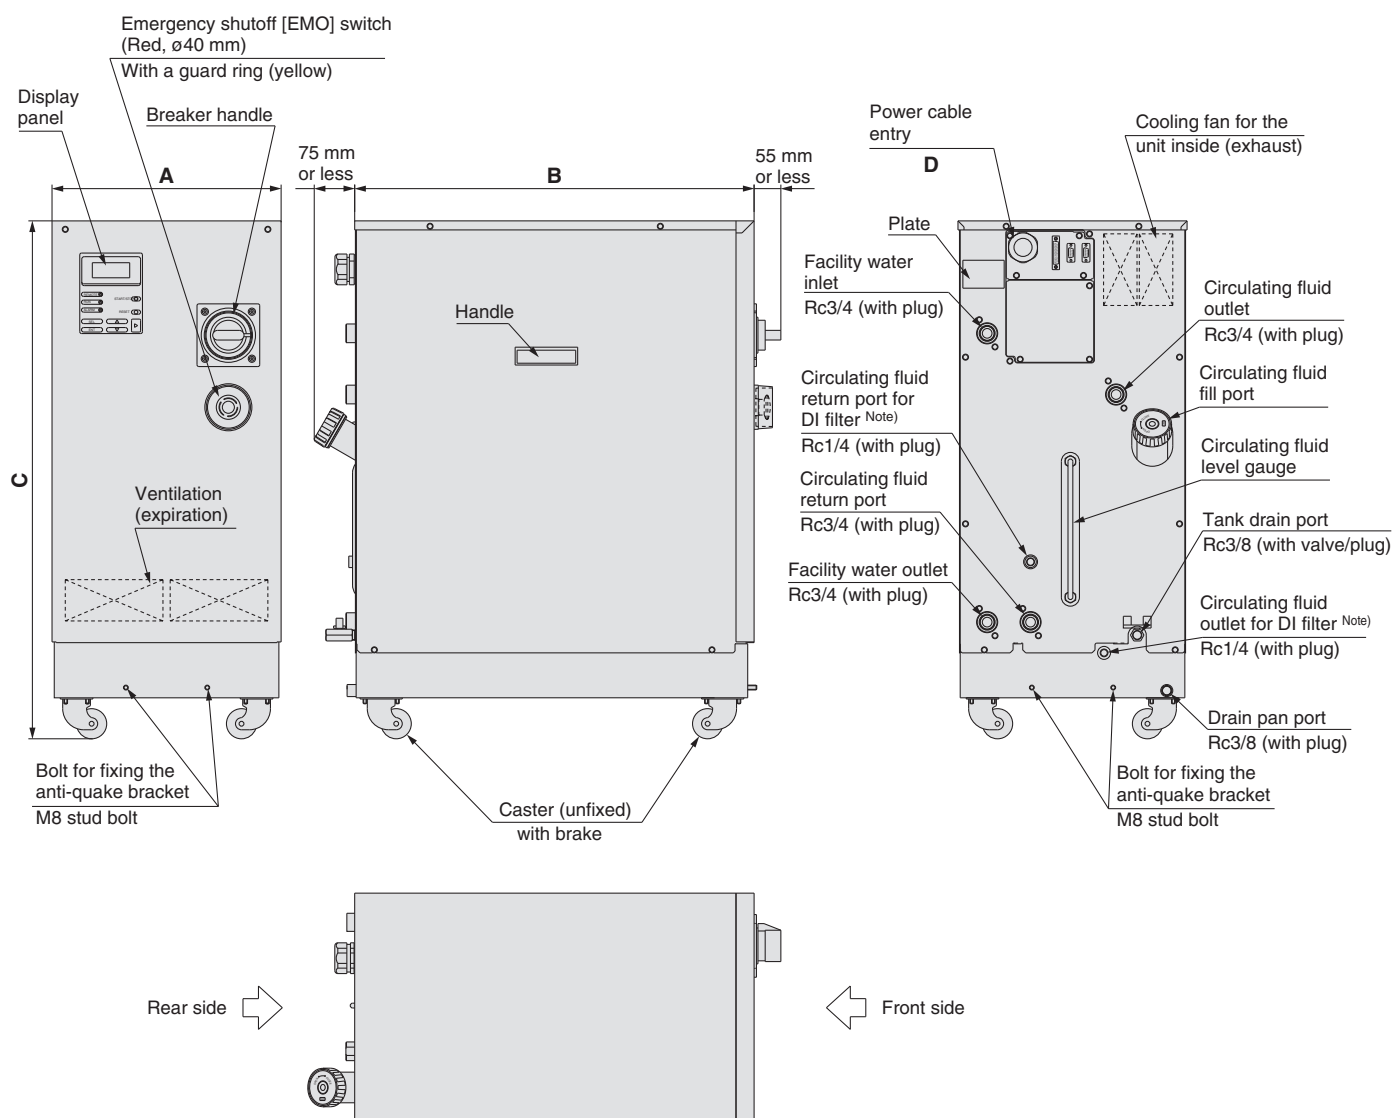 Emergency shutoff [EMO] switch
(Red, ø40 mm)
With a guard ring (yellow)
Display
panel
Breaker handle
75 mm
or less
A
B
55 mm
or less
Power cable
entry
D
Cooling fan for the
unit inside (exhaust)
Plate
Facility water
inlet
Rc3/4 (with plug)
Circulating fluid
outlet
Rc3/4 (with plug)
Handle
Circulating fluid
return port for
DI filter Note)
Rc1/4 (with plug)
Circulating fluid
fill port
Circulating fluid
level gauge
C
Ventilation
(expiration)
Circulating fluid
return port
Rc3/4 (with plug)
Tank drain port
Rc3/8 (with valve/plug)
Facility water outlet
Rc3/4 (with plug)
Circulating fluid
outlet for DI filter Note)
Rc1/4 (with plug)
Drain pan port
Rc3/8 (with plug)
Bolt for fixing the
anti-quake bracket
M8 stud bolt
Caster (unfixed)
with brake
Bolt for fixing the
anti-quake bracket
M8 stud bolt
Rear side
Front side